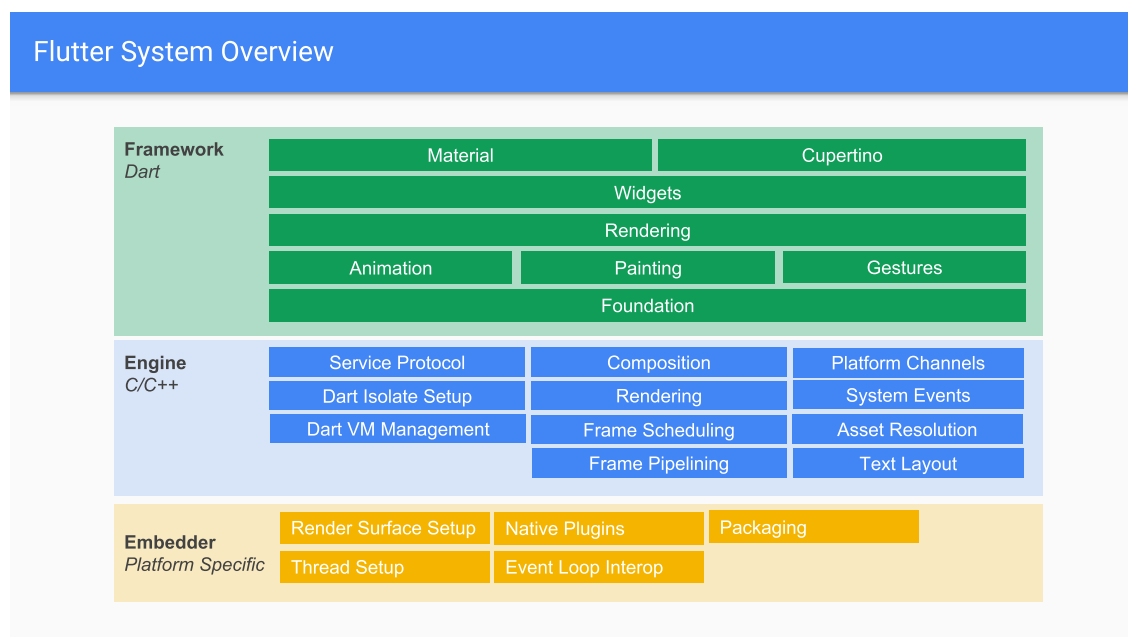 Flutter System Overview
Framework
Dart
Material
Cupertino
Widgets
Rendering
Animation
Painting
Gestures
Foundation
Engine
C/C++
Service Protocol
Composition
Platform Channels
Dart Isolate Setup
Rendering
System Events
Dart VM Management
Frame Scheduling
Asset Resolution
Frame Pipelining
Text Layout
Embedder
Platform Specific
Render Surface Setup
Native Plugins
Packaging
Thread Setup
Event Loop Interop